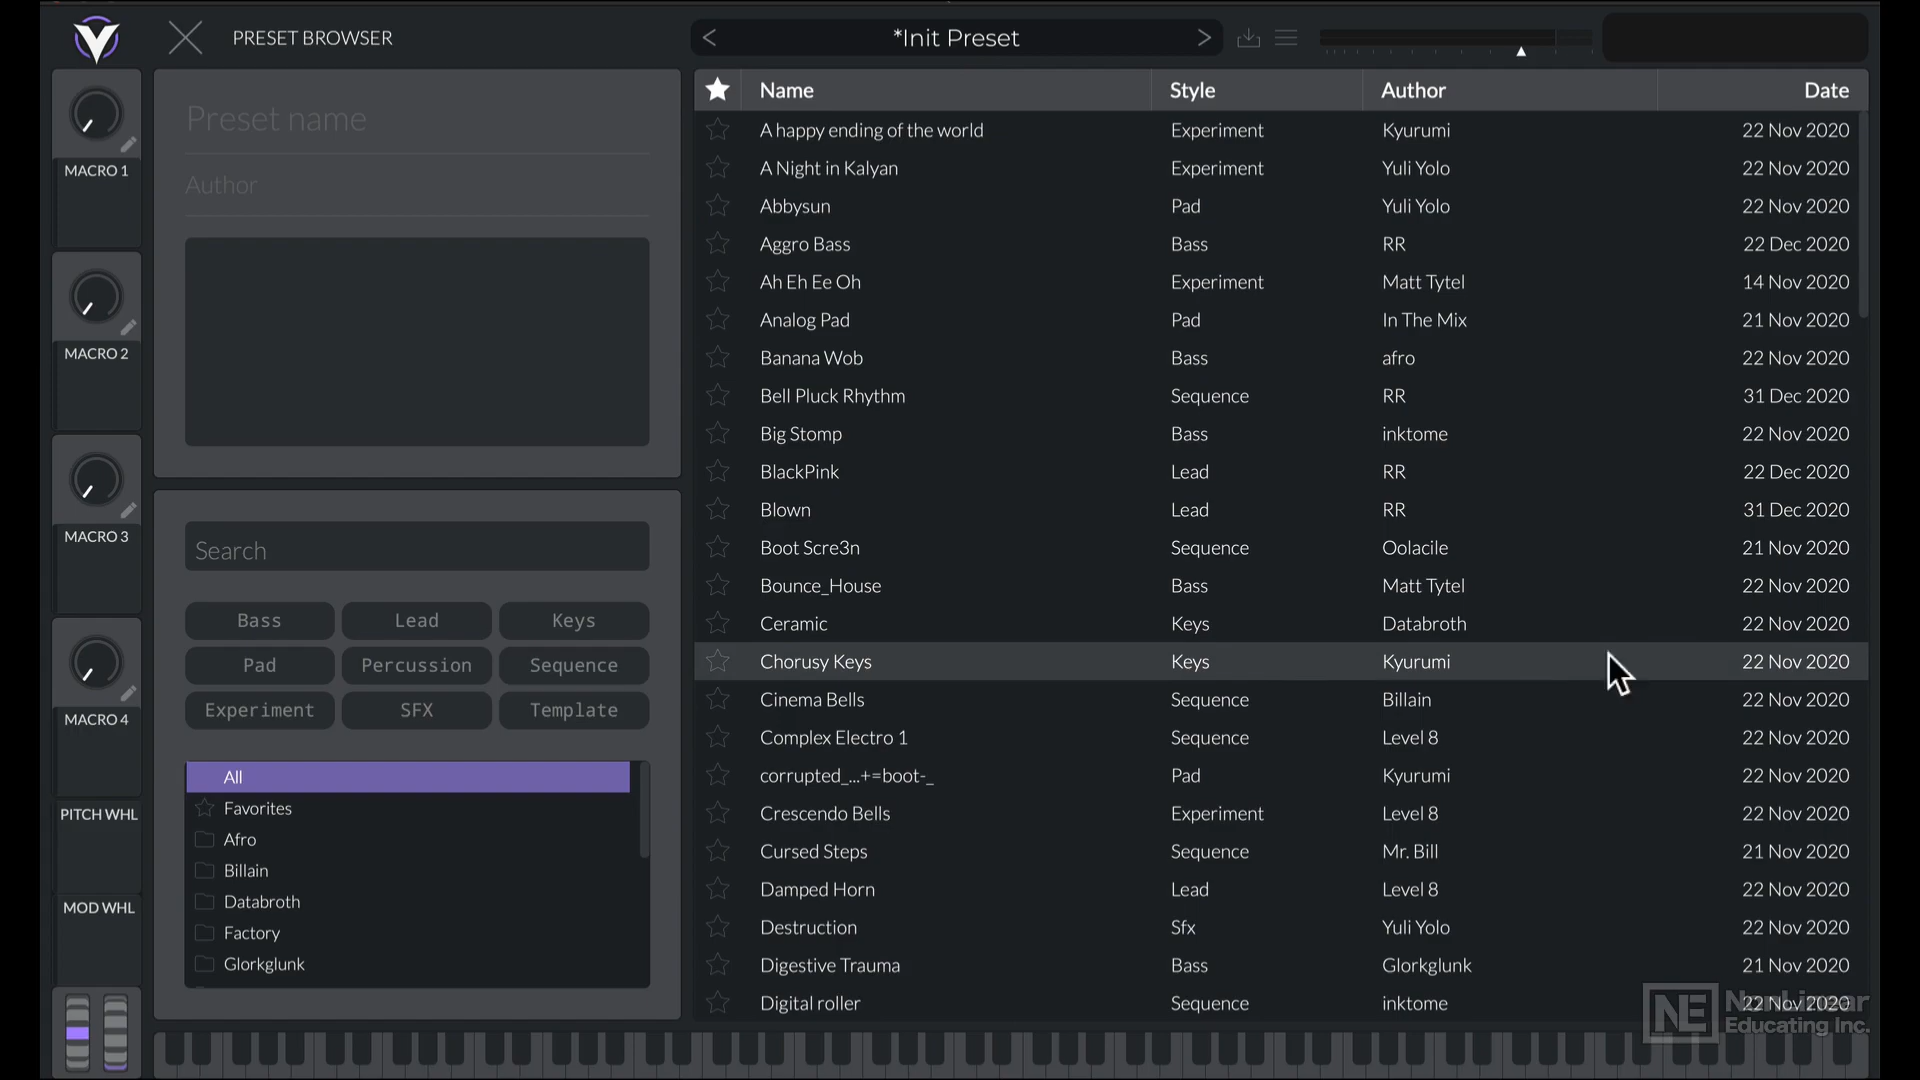 PRESET BROWSER
*Init Preset
MACRO 1
MACRO 2
MACRO 3
MACRO 4
PITCH WHL
MOD WHL
Preset name
Author
Search
Bass Lead Keys
Pad Percussion Sequence
Experiment SFX Template
All
Favorites
Afro
Billain
Databroth
Factory
Glorkglunk
Name Style Author Date
A happy ending of the world Experiment Kyurumi 22 Nov 2020
A Night in Kalyan Experiment Yuli Yolo 22 Nov 2020
Abbysun Pad Yuli Yolo 22 Nov 2020
Aggro Bass Bass RR 22 Dec 2020
Ah Eh Ee Oh Experiment Matt Tytel 14 Nov 2020
Analog Pad Pad In The Mix 21 Nov 2020
Banana Wob Bass afro 22 Nov 2020
Bell Pluck Rhythm Sequence RR 31 Dec 2020
Big Stomp Bass inktome 22 Nov 2020
BlackPink Lead RR 22 Dec 2020
Blown Lead RR 31 Dec 2020
Boot Scre3n Sequence Oolacile 21 Nov 2020
Bounce_House Bass Matt Tytel 22 Nov 2020
Ceramic Keys Databroth 22 Nov 2020
Chorusy Keys Keys Kyurumi 22 Nov 2020
Cinema Bells Sequence Billain 22 Nov 2020
Complex Electro 1 Sequence Level 8 22 Nov 2020
corrupted_...+=boot-_ Pad Kyurumi 22 Nov 2020
Crescendo Bells Experiment Level 8 22 Nov 2020
Cursed Steps Sequence Mr. Bill 21 Nov 2020
Damped Horn Lead Level 8 22 Nov 2020
Destruction Sfx Yuli Yolo 22 Nov 2020
Digestive Trauma Bass Glorkglunk 21 Nov 2020
Digital roller Sequence inktome 22 Nov 2020
NE NonLinear
Educating Inc.